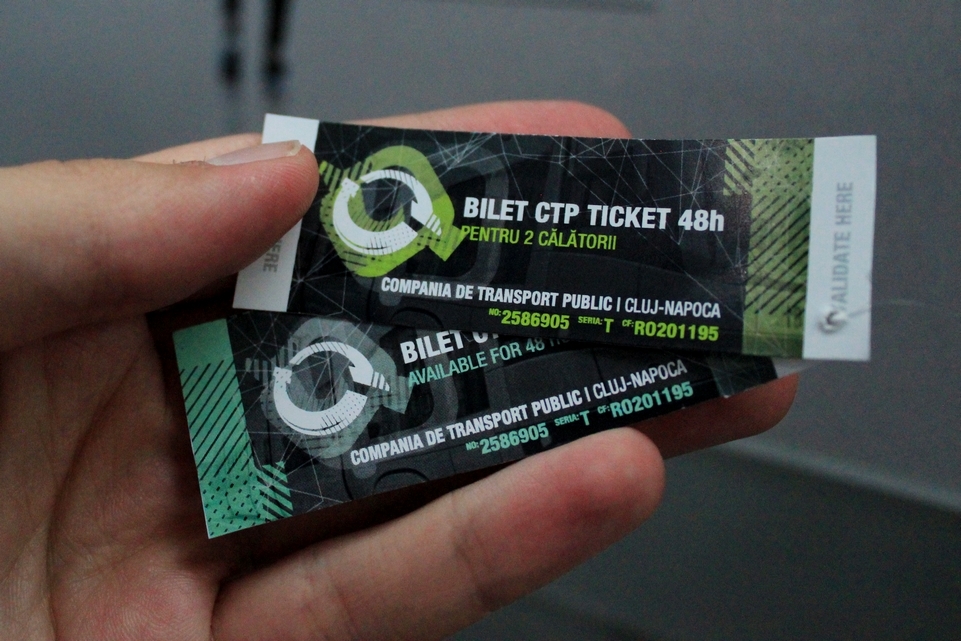 BILET CTP TICKET 48h
PENTRU 2 CĂLĂTORII
COMPANIA DE TRANSPORT PUBLIC | CLUJ-NAPOCA
NO: 2586905 SERIA: T CF: RO201195
VALIDATE HERE
HERE
BILET
AVAILABLE FOR 48
COMPANIA DE TRANSPORT PUBLIC | CLUJ-NAPOCA
NO: 2586905 SERIA: T CF: RO201195